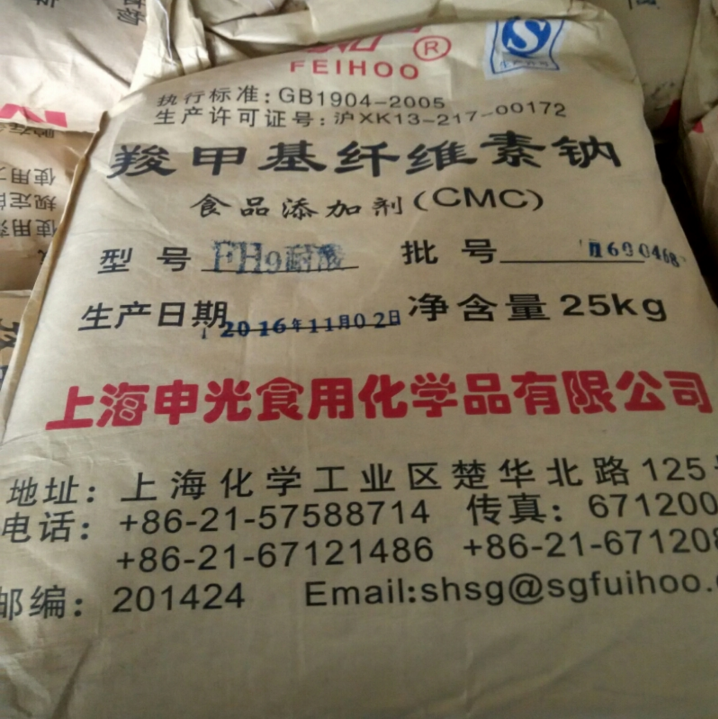 ®
FEIHOO
执行标准:GB1904-2005
生产许可证号:沪XK13-217-00172
羧甲基纤维素钠
食品添加剂(CMC)
型号 FH9耐酸 批号
生产日期 2016年11月02日 净含量25kg
上海申光食用化学品有限公司
地址:上海化学工业区楚华北路125
电话:+86-21-57588714 传真:671200
+86-21-67121486 +86-21-671208
邮编:201424 Email:shsg@sgfuihoo.